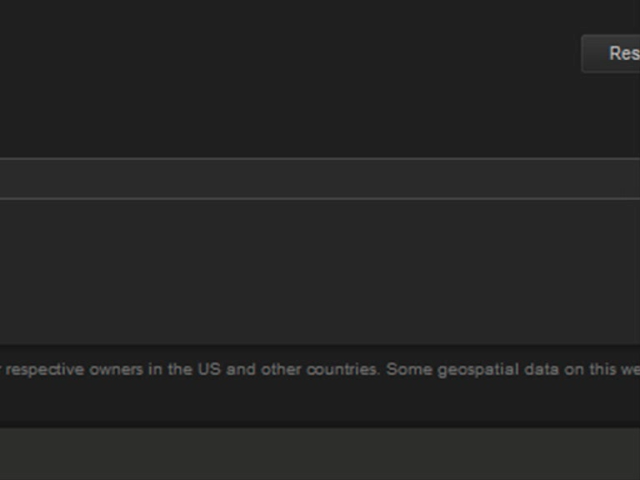 Res
respective owners in the US and other countries. Some geospatial data on this we